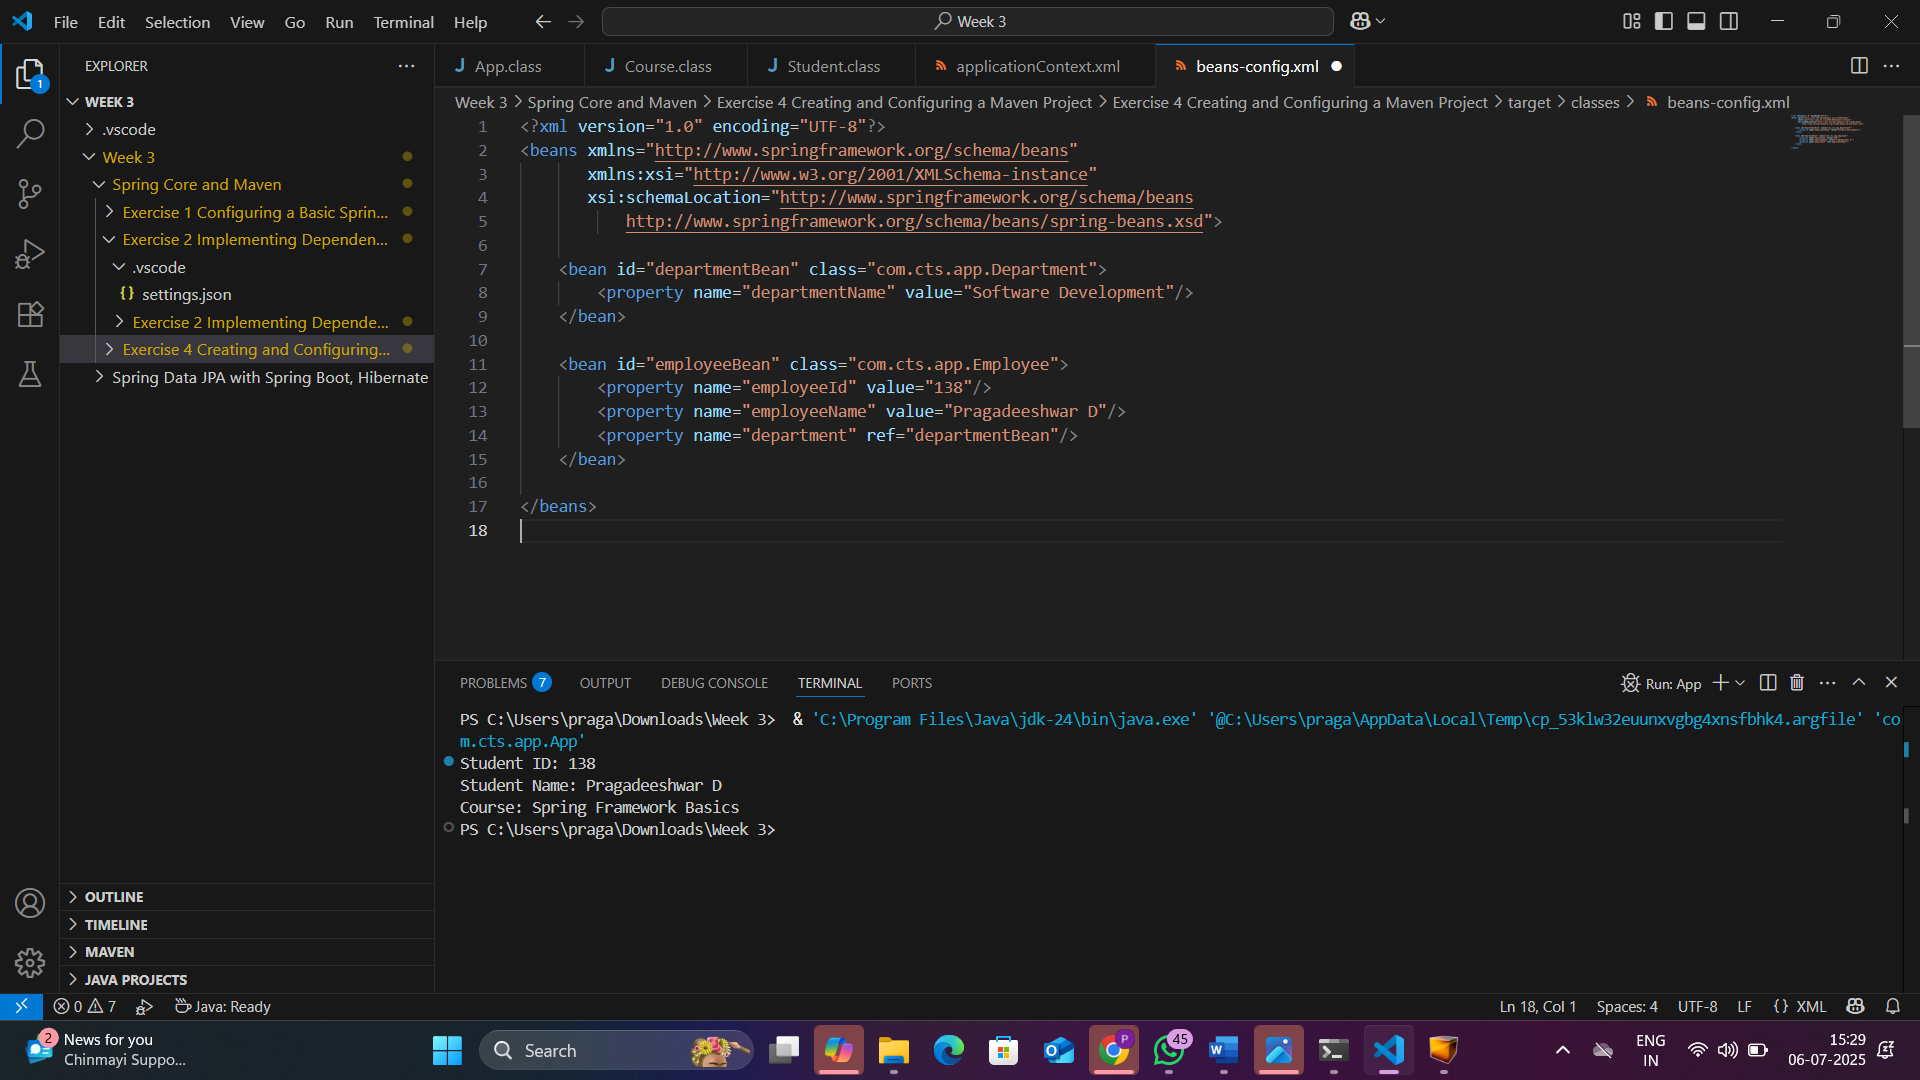 File Edit Selection View Go Run Terminal Help
Week 3
EXPLORER
1
WEEK 3
.vscode
Week 3
Spring Core and Maven
Exercise 1 Configuring a Basic Sprin...
Exercise 2 Implementing Dependen...
.vscode
{} settings.json
Exercise 2 Implementing Depende...
Exercise 4 Creating and Configuring...
Spring Data JPA with Spring Boot, Hibernate
OUTLINE
TIMELINE
MAVEN
JAVA PROJECTS
J App.class J Course.class J Student.class applicationContext.xml beans-config.xml
Week 3 > Spring Core and Maven > Exercise 4 Creating and Configuring a Maven Project > Exercise 4 Creating and Configuring a Maven Project > target > classes > beans-config.xml
1 <?xml version="1.0" encoding="UTF-8"?>
2 <beans xmlns="http://www.springframework.org/schema/beans"
3 xmlns:xsi="http://www.w3.org/2001/XMLSchema-instance"
4 xsi:schemaLocation="http://www.springframework.org/schema/beans
5 http://www.springframework.org/schema/beans/spring-beans.xsd">
6
7 <bean id="departmentBean" class="com.cts.app.Department">
8 <property name="departmentName" value="Software Development"/>
9 </bean>
10
11 <bean id="employeeBean" class="com.cts.app.Employee">
12 <property name="employeeId" value="138"/>
13 <property name="employeeName" value="Pragadeeshwar D"/>
14 <property name="department" ref="departmentBean"/>
15 </bean>
16
17 </beans>
18
PROBLEMS 7 OUTPUT DEBUG CONSOLE TERMINAL PORTS
Run: App
PS C:\Users\praga\Downloads\Week 3> & 'C:\Program Files\Java\jdk-24\bin\java.exe' '@C:\Users\praga\AppData\Local\Temp\cp_53klw32euunxvgbg4xnsfbhk4.argfile' 'co
m.cts.app.App'
Student ID: 138
Student Name: Pragadeeshwar D
Course: Spring Framework Basics
PS C:\Users\praga\Downloads\Week 3>
0 7 Java: Ready
Ln 18, Col 1 Spaces: 4 UTF-8 LF {} XML
2
News for you
Chinmayi Suppo...
Search
P
45
ENG
IN
15:29
06-07-2025